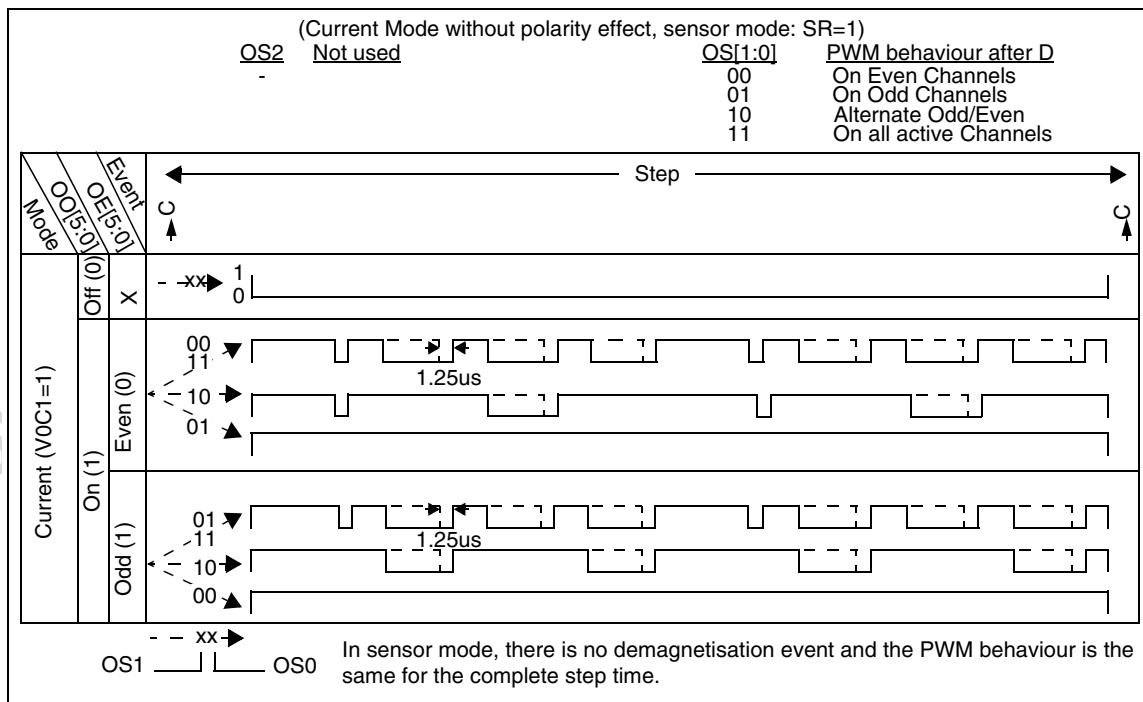 (Current Mode without polarity effect, sensor mode: SR=1)
OS2 Not used OS[1:0] PWM behaviour after D
- 00 On Even Channels
01 On Odd Channels
10 Alternate Odd/Even
11 On all active Channels
Mode OO[5:0] OE[5:0] Event
Step
C C
Current (V0C1=1)
Off (0) X xx 1
0
On (1)
Even (0)
00
11
1.25us
10
01
Odd (1)
01
11
1.25us
10
00
xx
OS1 OS0
In sensor mode, there is no demagnetisation event and the PWM behaviour is the
same for the complete step time.